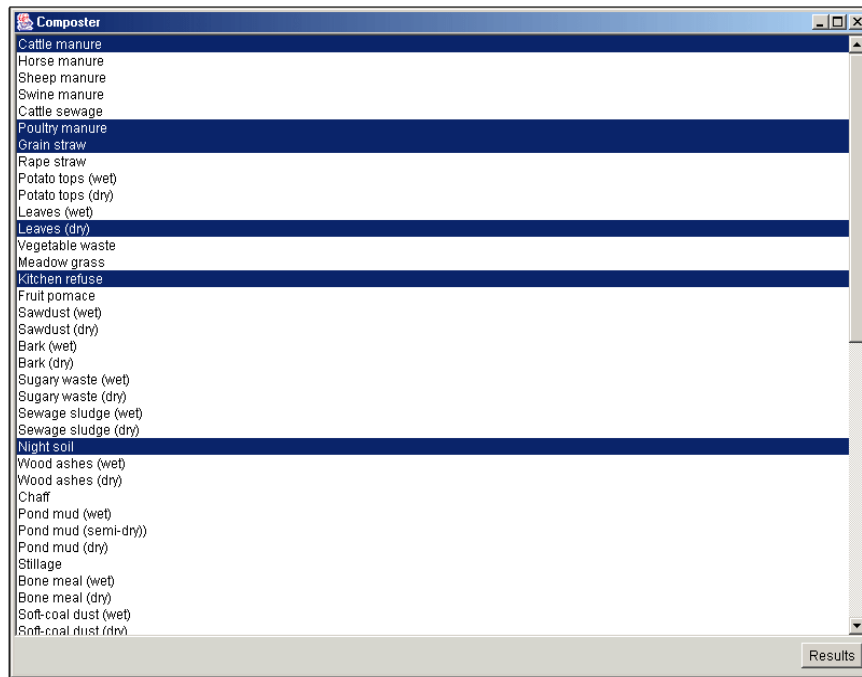 Composter
Cattle manure
Horse manure
Sheep manure
Swine manure
Cattle sewage
Poultry manure
Grain straw
Rape straw
Potato tops (wet)
Potato tops (dry)
Leaves (wet)
Leaves (dry)
Vegetable waste
Meadow grass
Kitchen refuse
Fruit pomace
Sawdust (wet)
Sawdust (dry)
Bark (wet)
Bark (dry)
Sugary waste (wet)
Sugary waste (dry)
Sewage sludge (wet)
Sewage sludge (dry)
Night soil
Wood ashes (wet)
Wood ashes (dry)
Chaff
Pond mud (wet)
Pond mud (semi-dry))
Pond mud (dry)
Stillage
Bone meal (wet)
Bone meal (dry)
Soft-coal dust (wet)
Soft-coal dust (dry)
Results